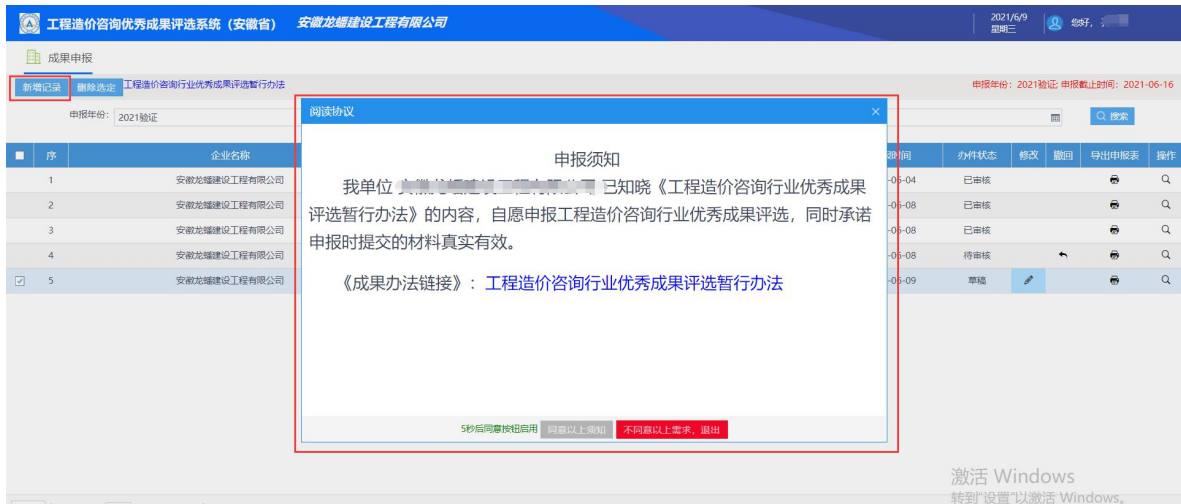 工程造价咨询优秀成果评选系统（安徽省） 安徽龙蟠建设工程有限公司 2021/6/9 星期三 您好，
成果申报
新增记录 删除选定 工程造价咨询行业优秀成果评选暂行办法 申报年份：2021验证; 申报截止时间：2021-06-16
申报年份： 2021验证 搜索
阅读协议 ×
申报须知
我单位 已知晓《工程造价咨询行业优秀成果
评选暂行办法》的内容，自愿申报工程造价咨询行业优秀成果评选，同时承诺
申报时提交的材料真实有效。
《成果办法链接》：工程造价咨询行业优秀成果评选暂行办法
5秒后同意按钮启用 同意以上须知 不同意以上需求，退出
序 企业名称 时间 办件状态 修改 撤回 导出申报表 操作
1 安徽龙蟠建设工程有限公司 -06-04 已审核
2 安徽龙蟠建设工程有限公司 -06-08 已审核
3 安徽龙蟠建设工程有限公司 -06-08 已审核
4 安徽龙蟠建设工程有限公司 -06-08 待审核
5 安徽龙蟠建设工程有限公司 -06-09 草稿
激活 Windows
转到"设置"以激活 Windows。